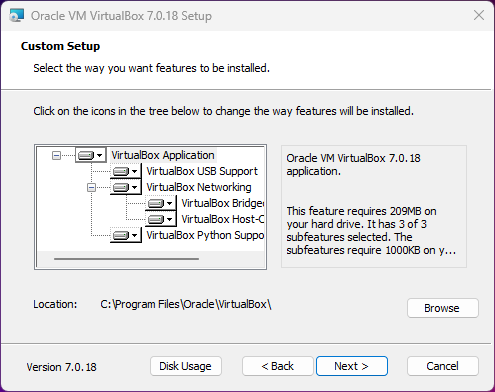 Oracle VM VirtualBox 7.0.18 Setup
Custom Setup
Select the way you want features to be installed.
Click on the icons in the tree below to change the way features will be installed.
VirtualBox Application
VirtualBox USB Support
VirtualBox Networking
VirtualBox Bridged
VirtualBox Host-O
VirtualBox Python Suppo
Oracle VM VirtualBox 7.0.18
application.
This feature requires 209MB on
your hard drive. It has 3 of 3
subfeatures selected. The
subfeatures require 1000KB on y...
Location:
C:\Program Files\Oracle\VirtualBox\
Browse
Version 7.0.18
Disk Usage
< Back
Next >
Cancel